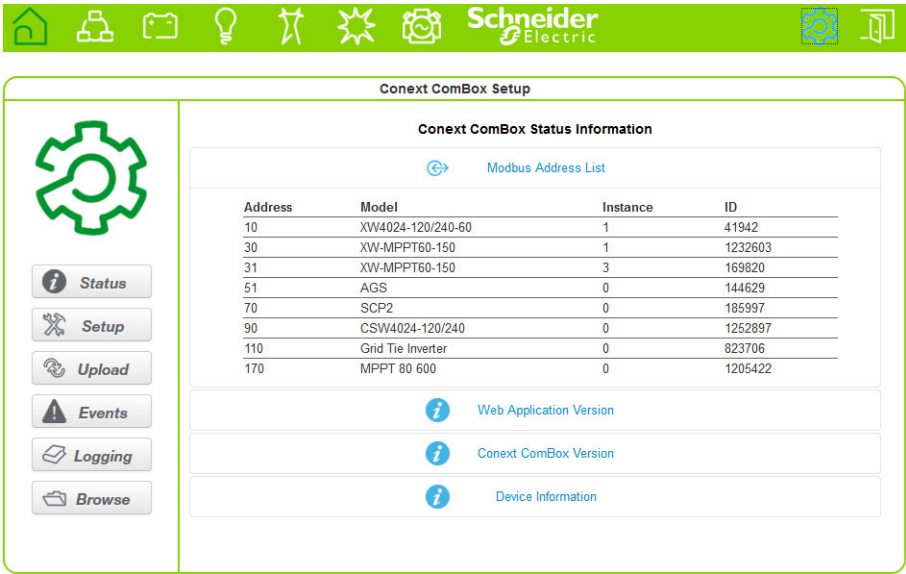 Schneider
Electric
Conext ComBox Setup
Conext ComBox Status Information
Modbus Address List
Address Model Instance ID
10 XW4024-120/240-60 1 41942
30 XW-MPPT60-150 1 1232603
31 XW-MPPT60-150 3 169820
51 AGS 0 144629
70 SCP2 0 185997
90 CSW4024-120/240 0 1252897
110 Grid Tie Inverter 0 823706
170 MPPT 80 600 0 1205422
Web Application Version
Conext ComBox Version
Device Information
Status
Setup
Upload
Events
Logging
Browse